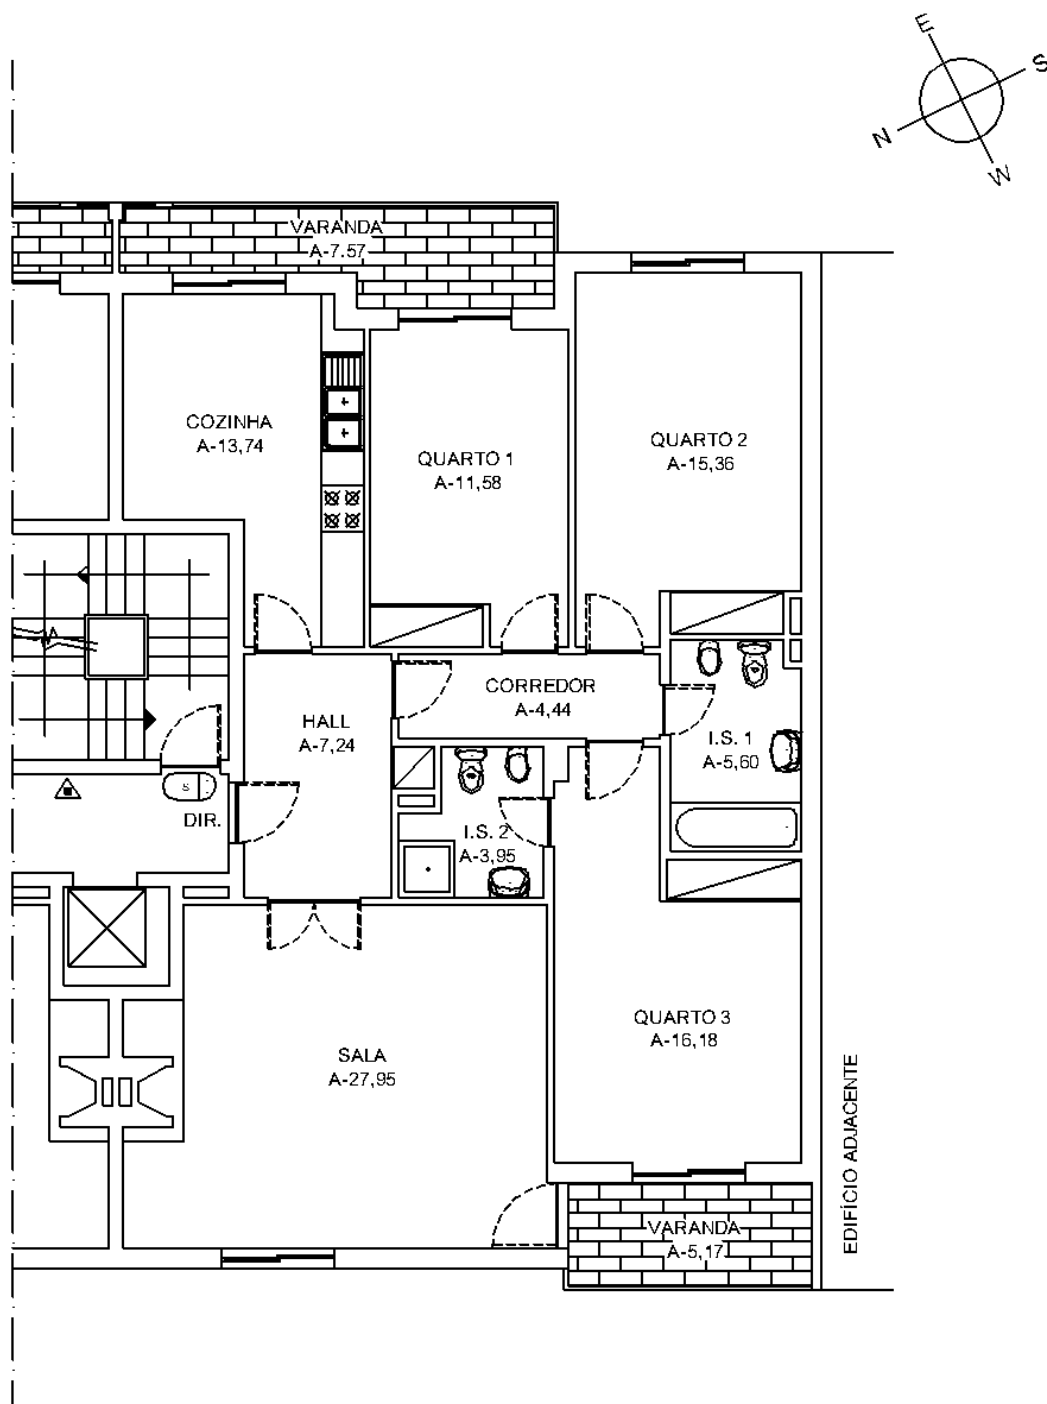 E
S
N
W
VARANDA
A-7.57
COZINHA
A-13,74
QUARTO 1
A-11,58
QUARTO 2
A-15,36
CORREDOR
A-4,44
HALL
A-7,24
I.S. 1
A-5,60
S
DIR.
I.S. 2
A-3,95
QUARTO 3
A-16,18
SALA
A-27,95
VARANDA
A-5,17
EDIFÍCIO ADJACENTE